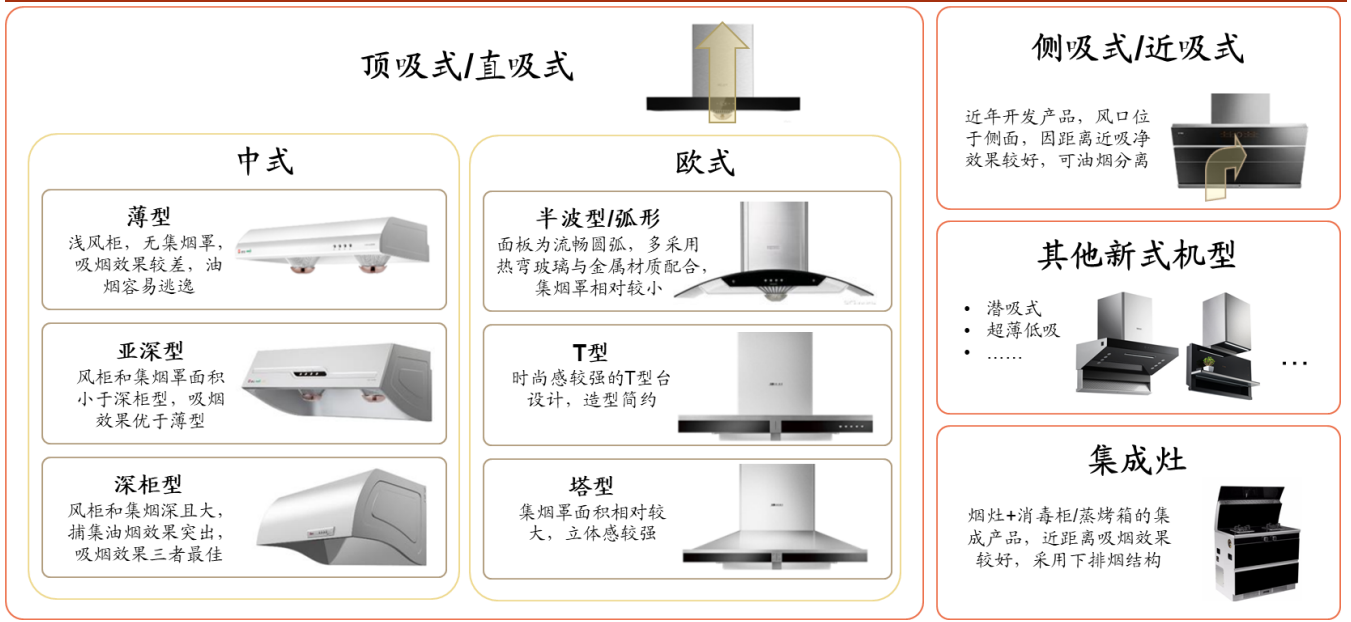 顶吸式/直吸式
中式
薄型
浅风柜，无集烟罩，
吸烟效果较差，油
烟容易逃逸
亚深型
风柜和集烟罩面积
小于深柜型，吸烟
效果优于薄型
深柜型
风柜和集烟深且大，
捕集油烟效果突出，
吸烟效果三者最佳
欧式
半波型/弧形
面板为流畅圆弧，多采用
热弯玻璃与金属材质配合，
集烟罩相对较小
T型
时尚感较强的T型台
设计，造型简约
塔型
集烟罩面积相对较
大，立体感较强
侧吸式/近吸式
近年开发产品，风口位
于侧面，因距离近吸净
效果较好，可油烟分离
其他新式机型
• 潜吸式
• 超薄低吸
• ……
…
集成灶
烟灶+消毒柜/蒸烤箱的集
成产品，近距离吸烟效果
较好，采用下排烟结构